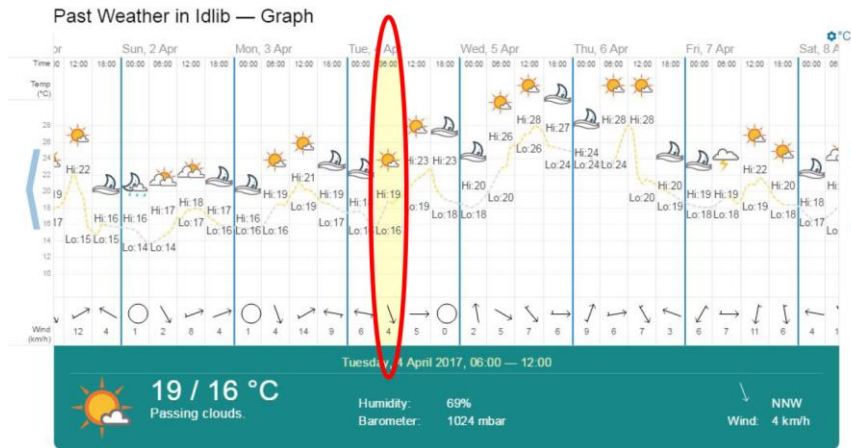 Past Weather in Idlib — Graph
°C
Sun, 2 Apr Mon, 3 Apr Tue, 4 Apr Wed, 5 Apr Thu, 6 Apr Fri, 7 Apr Sat, 8 A
Time 12:00 18:00 00:00 06:00 12:00 18:00 00:00 06:00 12:00 18:00 00:00 06:00 12:00 18:00 00:00 06:00 12:00 18:00 00:00 06:00 12:00 18:00 00:00 06:00 12:00 18:00 00:00
Temp
(°C)
28 Hi:28 Hi:28 Hi:28
26 Hi:26 Hi:27
Lo:26
24 Hi:24
Lo:24 Lo:24 Lo:24
22 Hi:22 Hi:21 Hi:23 Hi:23 Hi:22
20 Hi:19 Hi:19 Hi:19 Hi:20 Hi:20 Hi:19 Hi:19 Hi:20
Lo:19 Lo:19 Lo:20 Lo:20 Lo:19
18 Hi:16 Hi:16 Hi:17 Hi:18 Hi:17 Hi:16 Hi:18
Lo:17 Lo:17 Lo:17 Lo:18 Lo:18 Lo:18 Lo:18 Lo:18 Lo:17
16 Lo:16 Lo:16 Lo:16
14 Lo:15 Lo:15 Lo:14 Lo:14
12
10
Wind
(km/h) 12 4 1 2 8 4 1 4 14 9 6 4 5 0 2 5 7 6 9 6 7 3 6 7 11 6 4
Tuesday, 4 April 2017, 06:00 — 12:00
19 / 16 °C
Passing clouds.
Humidity: 69%
Barometer: 1024 mbar
NNW
Wind: 4 km/h